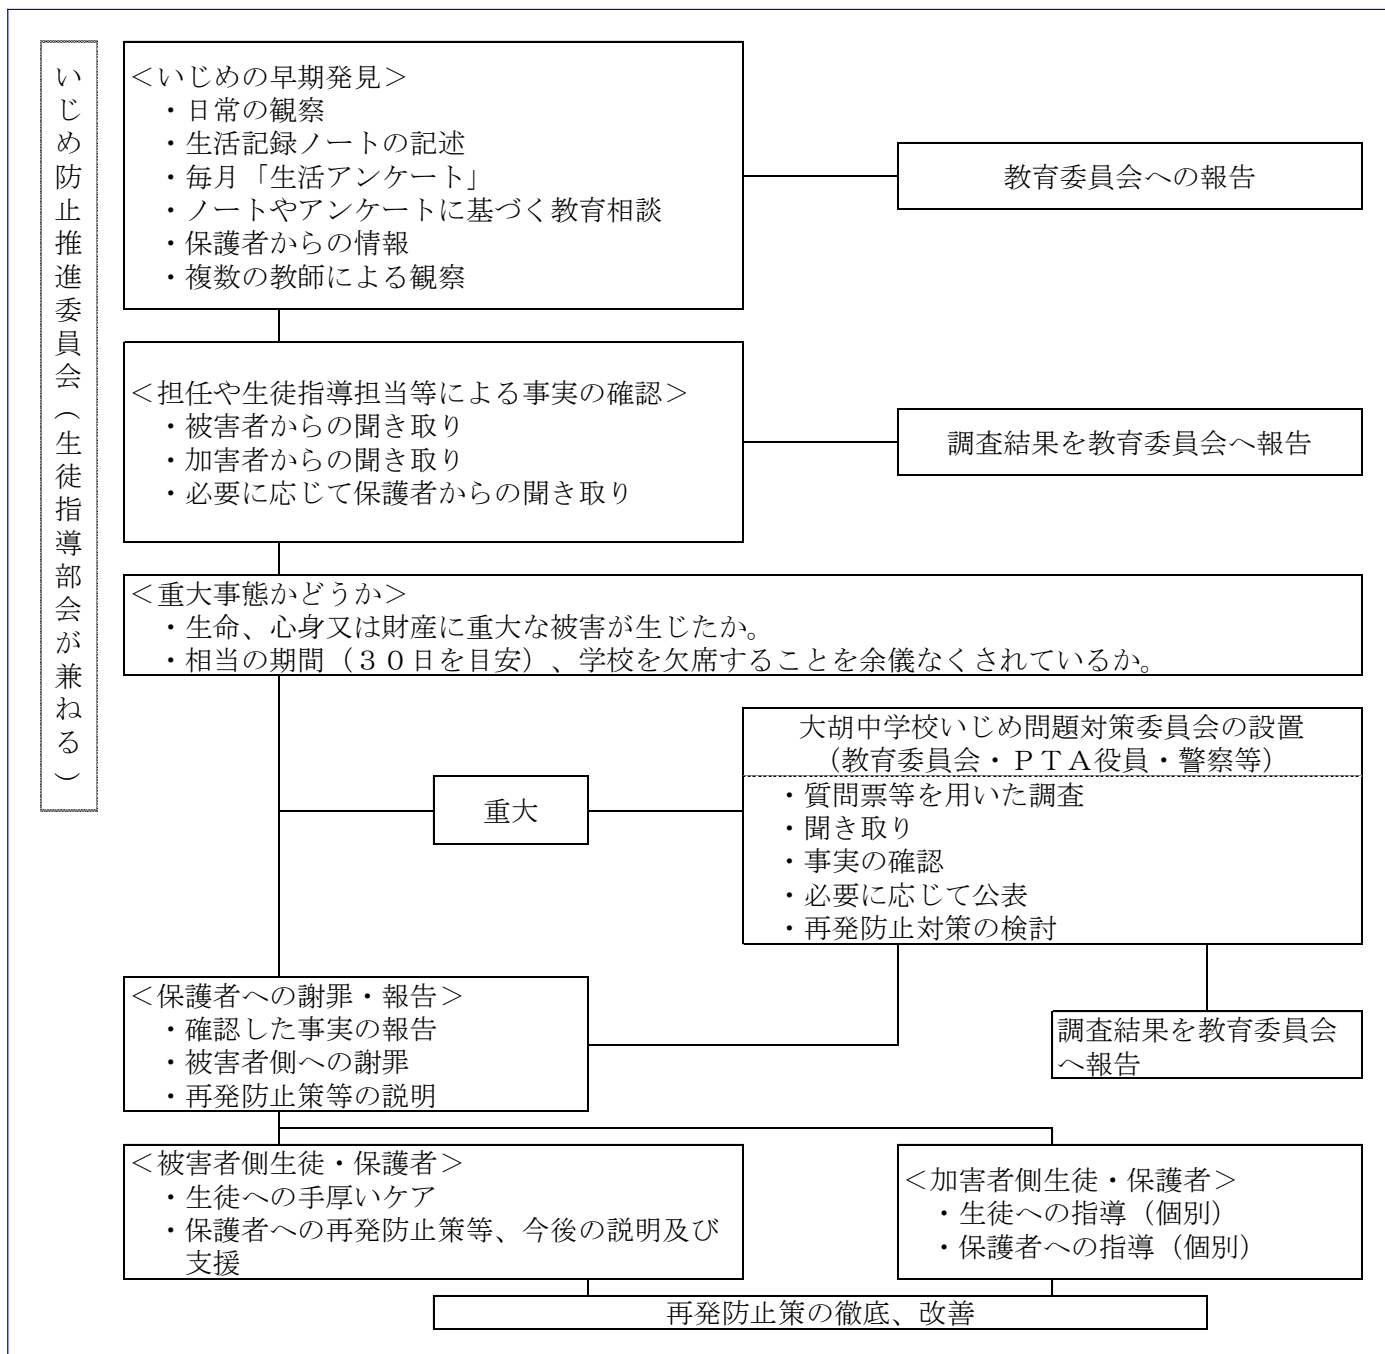 いじめ防止推進委員会（生徒指導部会が兼ねる）
＜いじめの早期発見＞
・日常の観察
・生活記録ノートの記述
・毎月「生活アンケート」
・ノートやアンケートに基づく教育相談
・保護者からの情報
・複数の教師による観察
教育委員会への報告
＜担任や生徒指導担当等による事実の確認＞
・被害者からの聞き取り
・加害者からの聞き取り
・必要に応じて保護者からの聞き取り
調査結果を教育委員会へ報告
＜重大事態かどうか＞
・生命、心身又は財産に重大な被害が生じたか。
・相当の期間（３０日を目安）、学校を欠席することを余儀なくされているか。
重大
大胡中学校いじめ問題対策委員会の設置
（教育委員会・ＰＴＡ役員・警察等）
・質問票等を用いた調査
・聞き取り
・事実の確認
・必要に応じて公表
・再発防止対策の検討
＜保護者への謝罪・報告＞
・確認した事実の報告
・被害者側への謝罪
・再発防止策等の説明
調査結果を教育委員会
へ報告
＜被害者側生徒・保護者＞
・生徒への手厚いケア
・保護者への再発防止策等、今後の説明及び
支援
＜加害者側生徒・保護者＞
・生徒への指導（個別）
・保護者への指導（個別）
再発防止策の徹底、改善